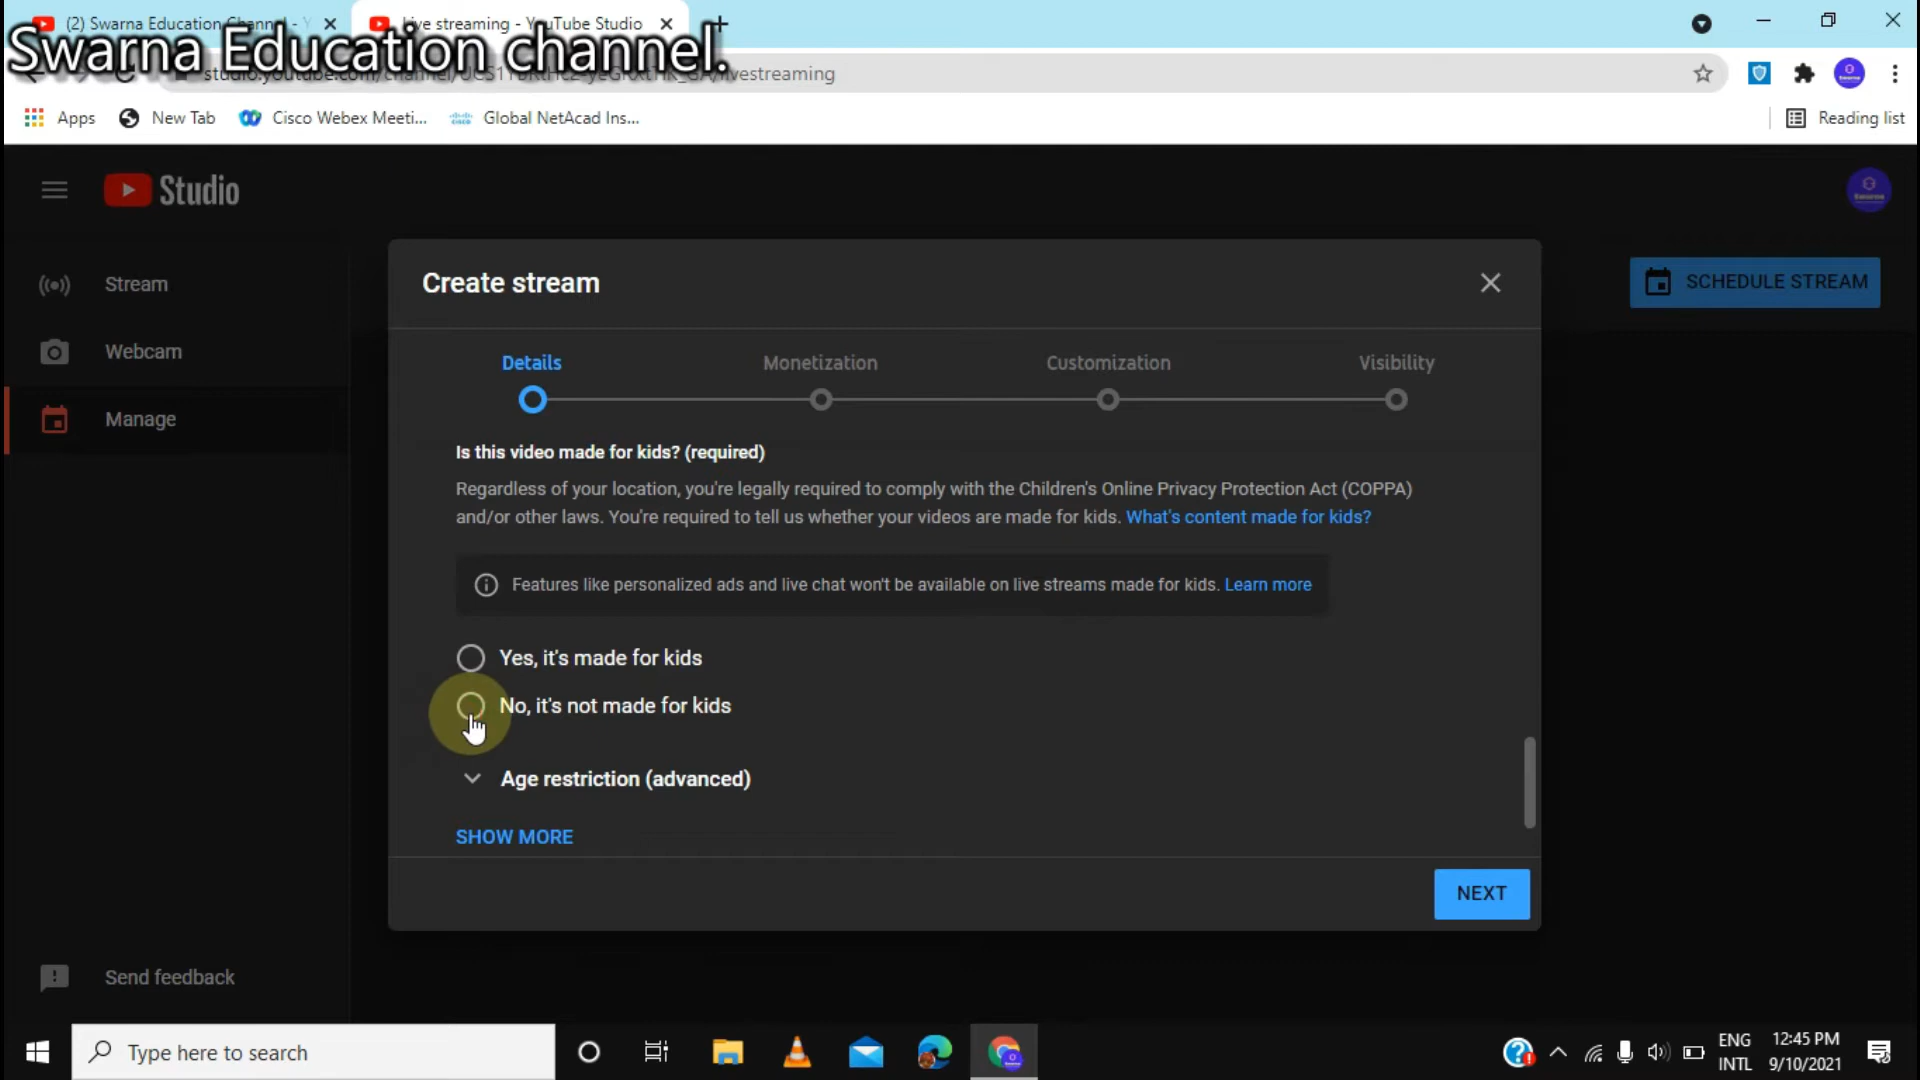 (2) Swarna Education Channel - Y
Live streaming - YouTube Studio
Swarna Education channel.
livestreaming
Apps
New Tab
Cisco Webex Meeti...
Global NetAcad Ins...
Reading list
Studio
Stream
Webcam
Manage
Send feedback
SCHEDULE STREAM
Create stream
Details
Monetization
Customization
Visibility
Is this video made for kids? (required)
Regardless of your location, you're legally required to comply with the Children's Online Privacy Protection Act (COPPA)
and/or other laws. You're required to tell us whether your videos are made for kids. What's content made for kids?
Features like personalized ads and live chat won't be available on live streams made for kids. Learn more
Yes, it's made for kids
No, it's not made for kids
Age restriction (advanced)
SHOW MORE
NEXT
Type here to search
ENG
INTL
12:45 PM
9/10/2021